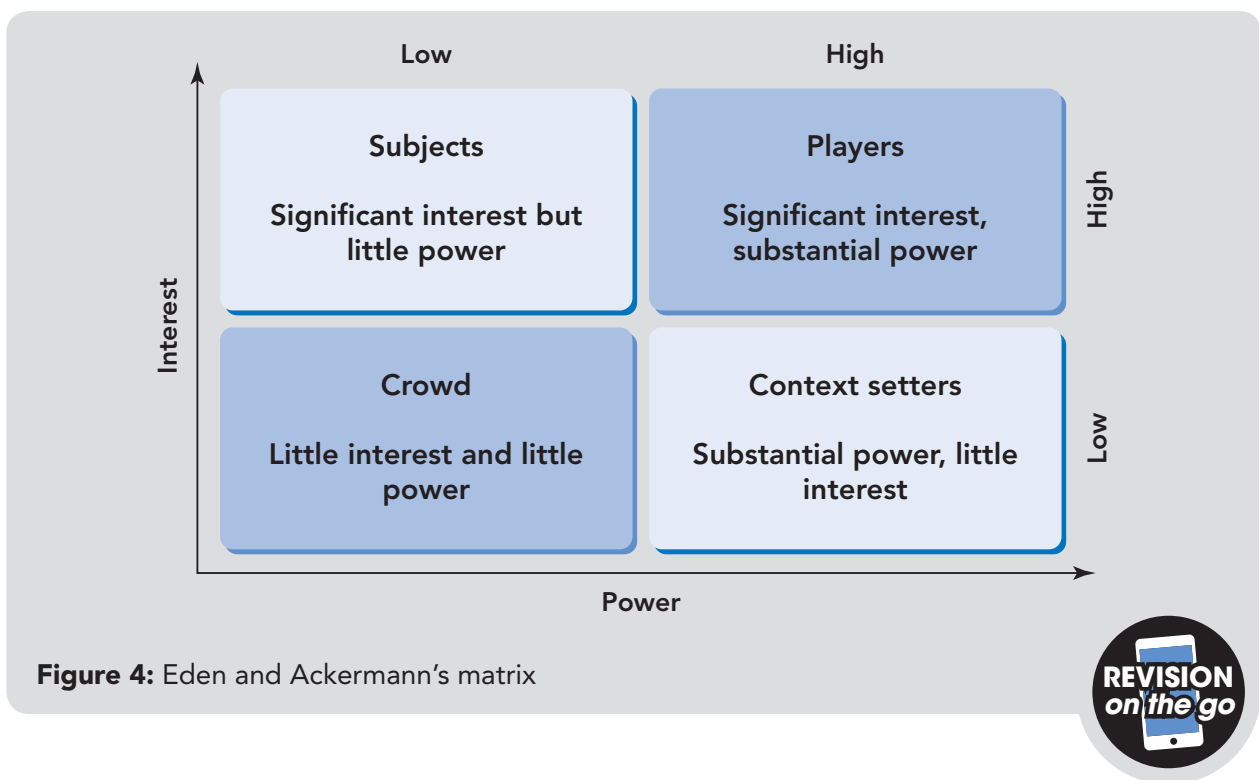 Low
High
Subjects
Significant interest but
little power
Players
Significant interest,
substantial power
High
Interest
Crowd
Little interest and little
power
Context setters
Substantial power, little
interest
Low
Power
Figure 4: Eden and Ackermann’s matrix
REVISION
on the go